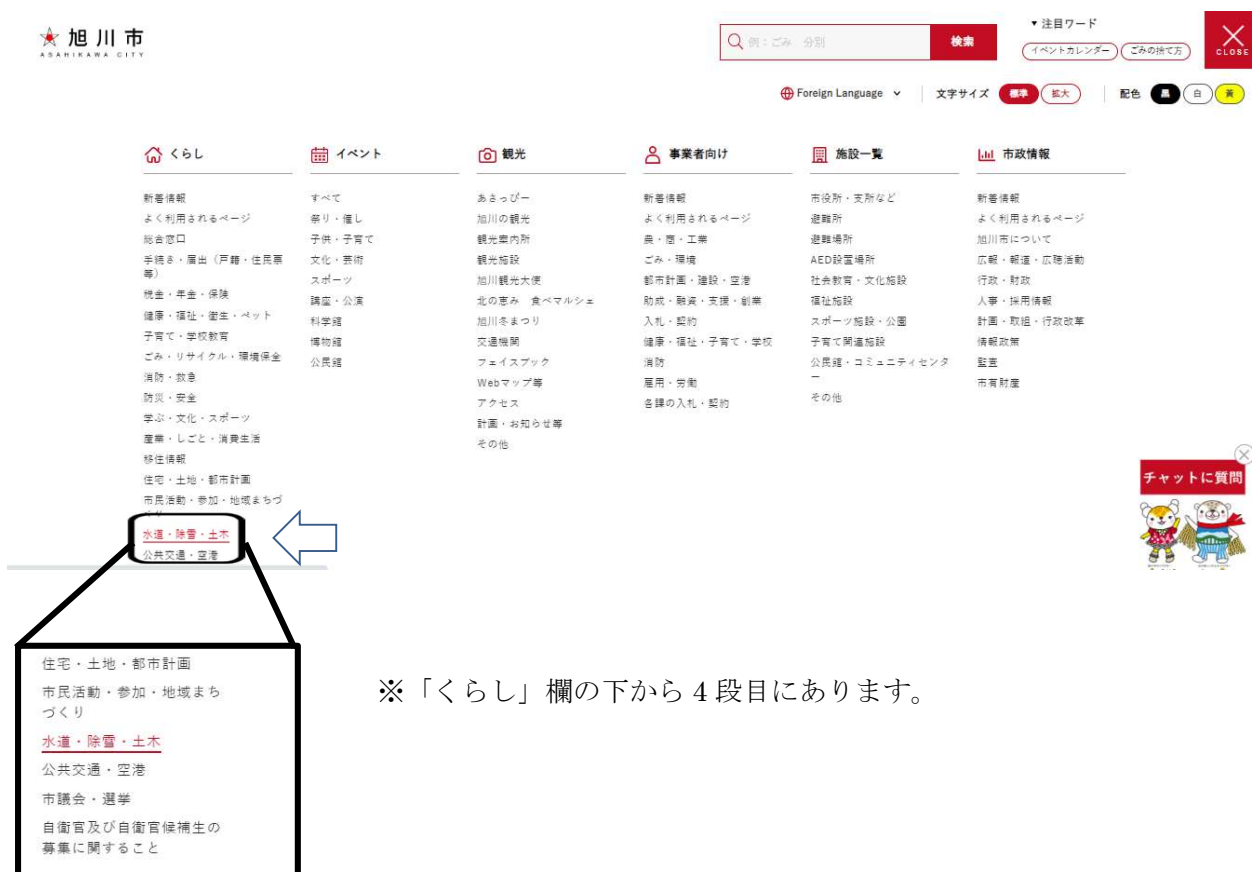 旭川市
ASAHIKAWA CITY
例：ごみ 分別
検索
▼注目ワード
イベントカレンダー
ごみの捨て方
CLOSE
Foreign Language
文字サイズ
標準
拡大
配色
黒
白
黄
くらし
新着情報
よく利用されるページ
総合窓口
手続き・届出（戸籍・住民票
等）
税金・年金・保険
健康・福祉・衛生・ペット
子育て・学校教育
ごみ・リサイクル・環境保全
消防・救急
防災・安全
学ぶ・文化・スポーツ
産業・しごと・消費生活
移住情報
住宅・土地・都市計画
市民活動・参加・地域まちづ
水道・除雪・土木
公共交通・空港
イベント
すべて
祭り・催し
子供・子育て
文化・芸術
スポーツ
講座・公演
科学館
博物館
公民館
観光
あさっぴー
旭川の観光
観光案内所
観光施設
旭川観光大使
北の恵み 食べマルシェ
旭川冬まつり
交通機関
フェイスブック
Webマップ等
アクセス
計画・お知らせ等
その他
事業者向け
新着情報
よく利用されるページ
農・商・工業
ごみ・環境
都市計画・建設・空港
助成・融資・支援・創業
入札・契約
健康・福祉・子育て・学校
消防
雇用・労働
各課の入札・契約
施設一覧
市役所・支所など
避難所
避難場所
AED設置場所
社会教育・文化施設
福祉施設
スポーツ施設・公園
子育て関連施設
公民館・コミュニティセンタ
ー
その他
市政情報
新着情報
よく利用されるページ
旭川市について
広報・報道・広聴活動
行政・財政
人事・採用情報
計画・取組・行政改革
情報政策
監査
市有財産
チャットに質問
住宅・土地・都市計画
市民活動・参加・地域まち
づくり
水道・除雪・土木
公共交通・空港
市議会・選挙
自衛官及び自衛官候補生の
募集に関すること
※「くらし」欄の下から4段目にあります。